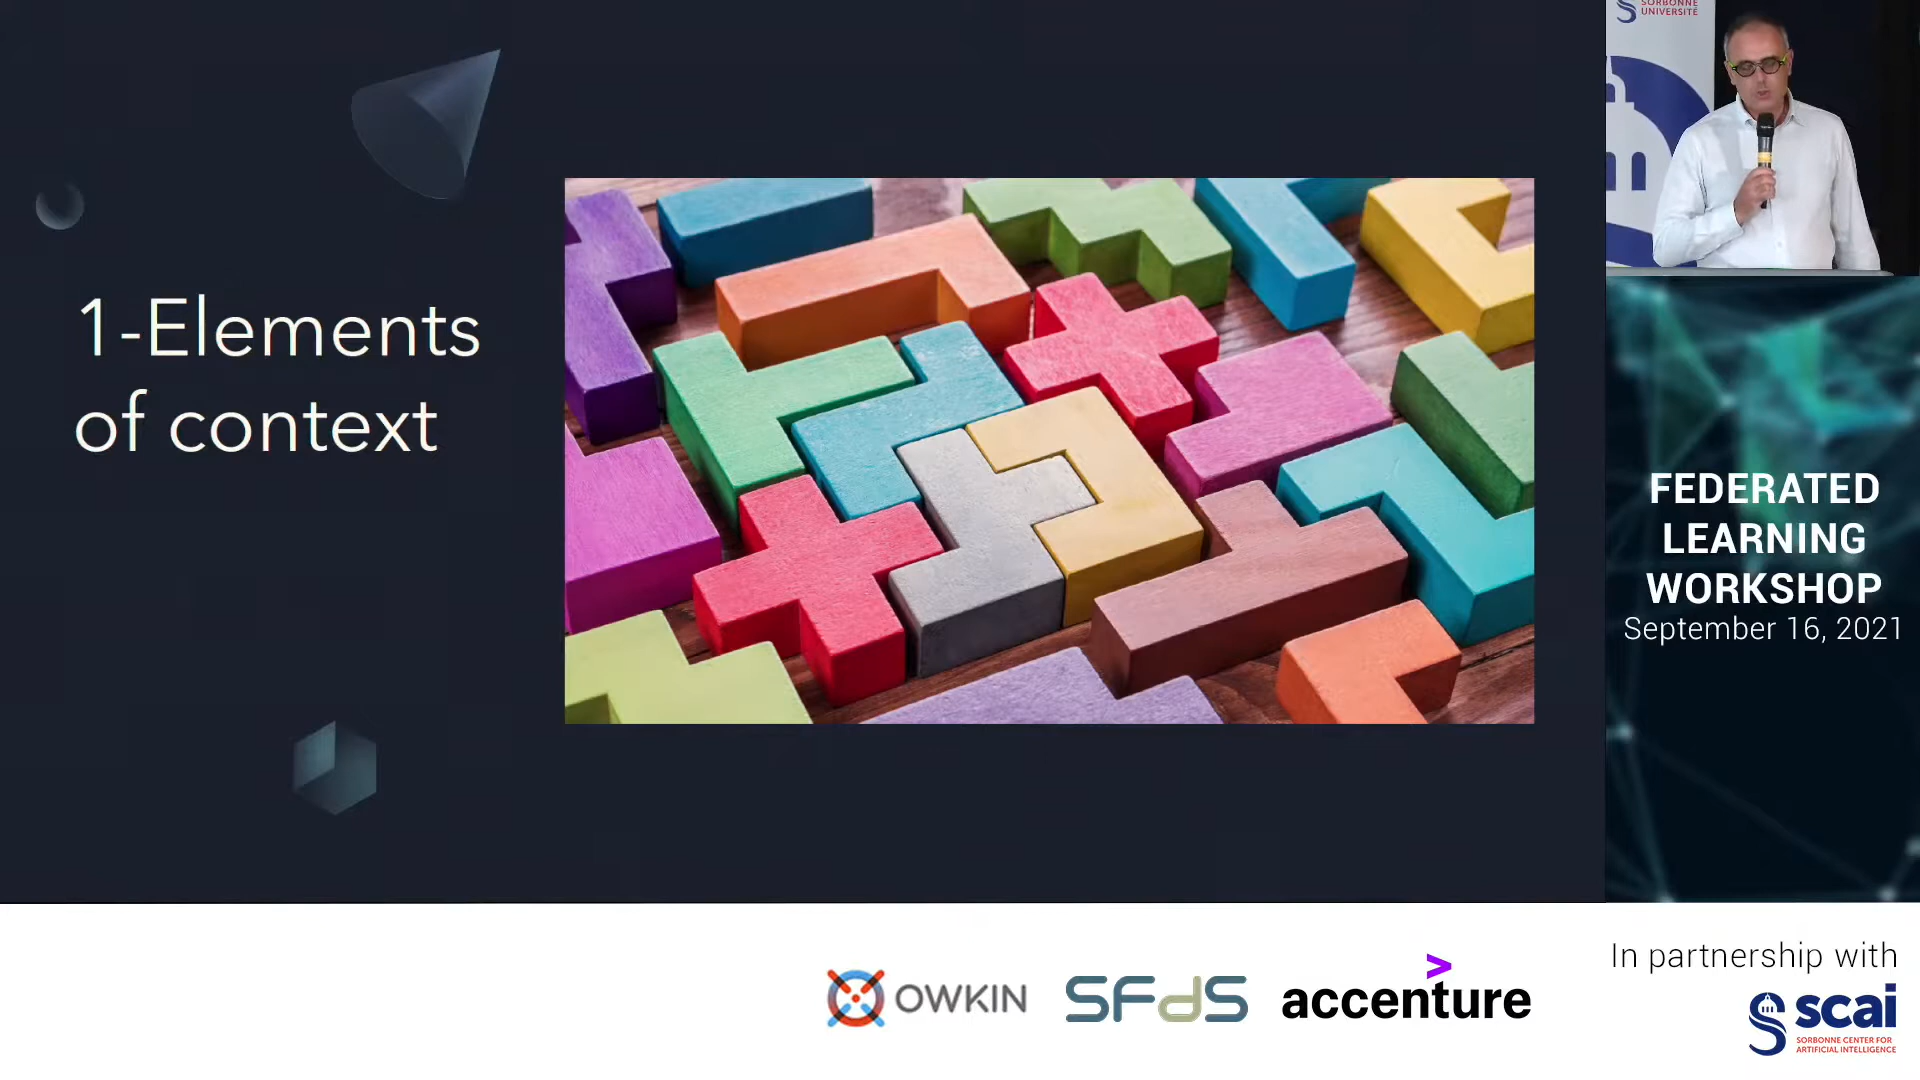 1-Elements
of context
SORBONNE
UNIVERSITÉ
FEDERATED
LEARNING
WORKSHOP
September 16, 2021
OWKIN
SFdS
>
accenture
In partnership with
scai
SORBONNE CENTER FOR
ARTIFICIAL INTELLIGENCE